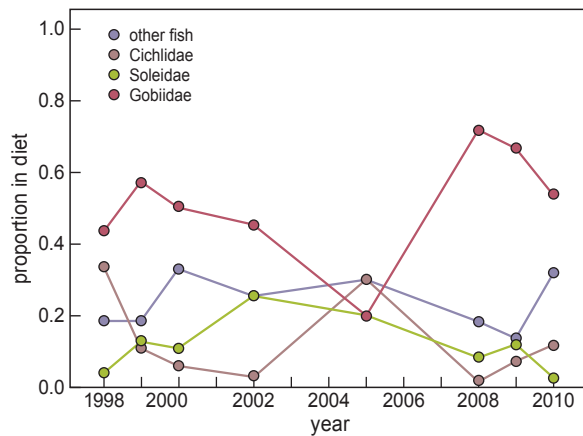 other fish
Cichlidae
Soleidae
Gobiidae
1.0
0.8
0.6
0.4
0.2
0.0
proportion in diet
1998 2000 2002 2004 2006 2008 2010
year